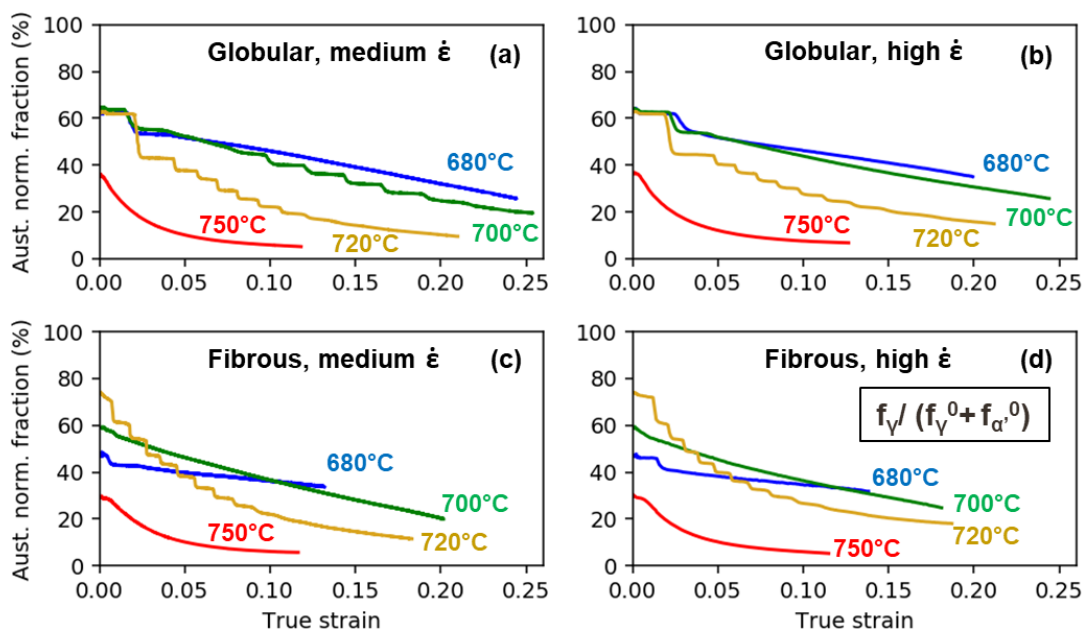 Globular, medium ε̇ (a)
Aust. norm. fraction (%)
100
80
60
40
20
0
680°C
750°C
720°C
700°C
0.00 0.05 0.10 0.15 0.20 0.25
Globular, high ε̇ (b)
100
80
60
40
20
0
680°C
700°C
750°C
720°C
0.00 0.05 0.10 0.15 0.20 0.25
Fibrous, medium ε̇ (c)
Aust. norm. fraction (%)
100
80
60
40
20
0
680°C
700°C
750°C
720°C
0.00 0.05 0.10 0.15 0.20 0.25
True strain
Fibrous, high ε̇ (d)
fγ/ (fγ⁰+ fα'⁰)
100
80
60
40
20
0
680°C
700°C
720°C
750°C
0.00 0.05 0.10 0.15 0.20 0.25
True strain